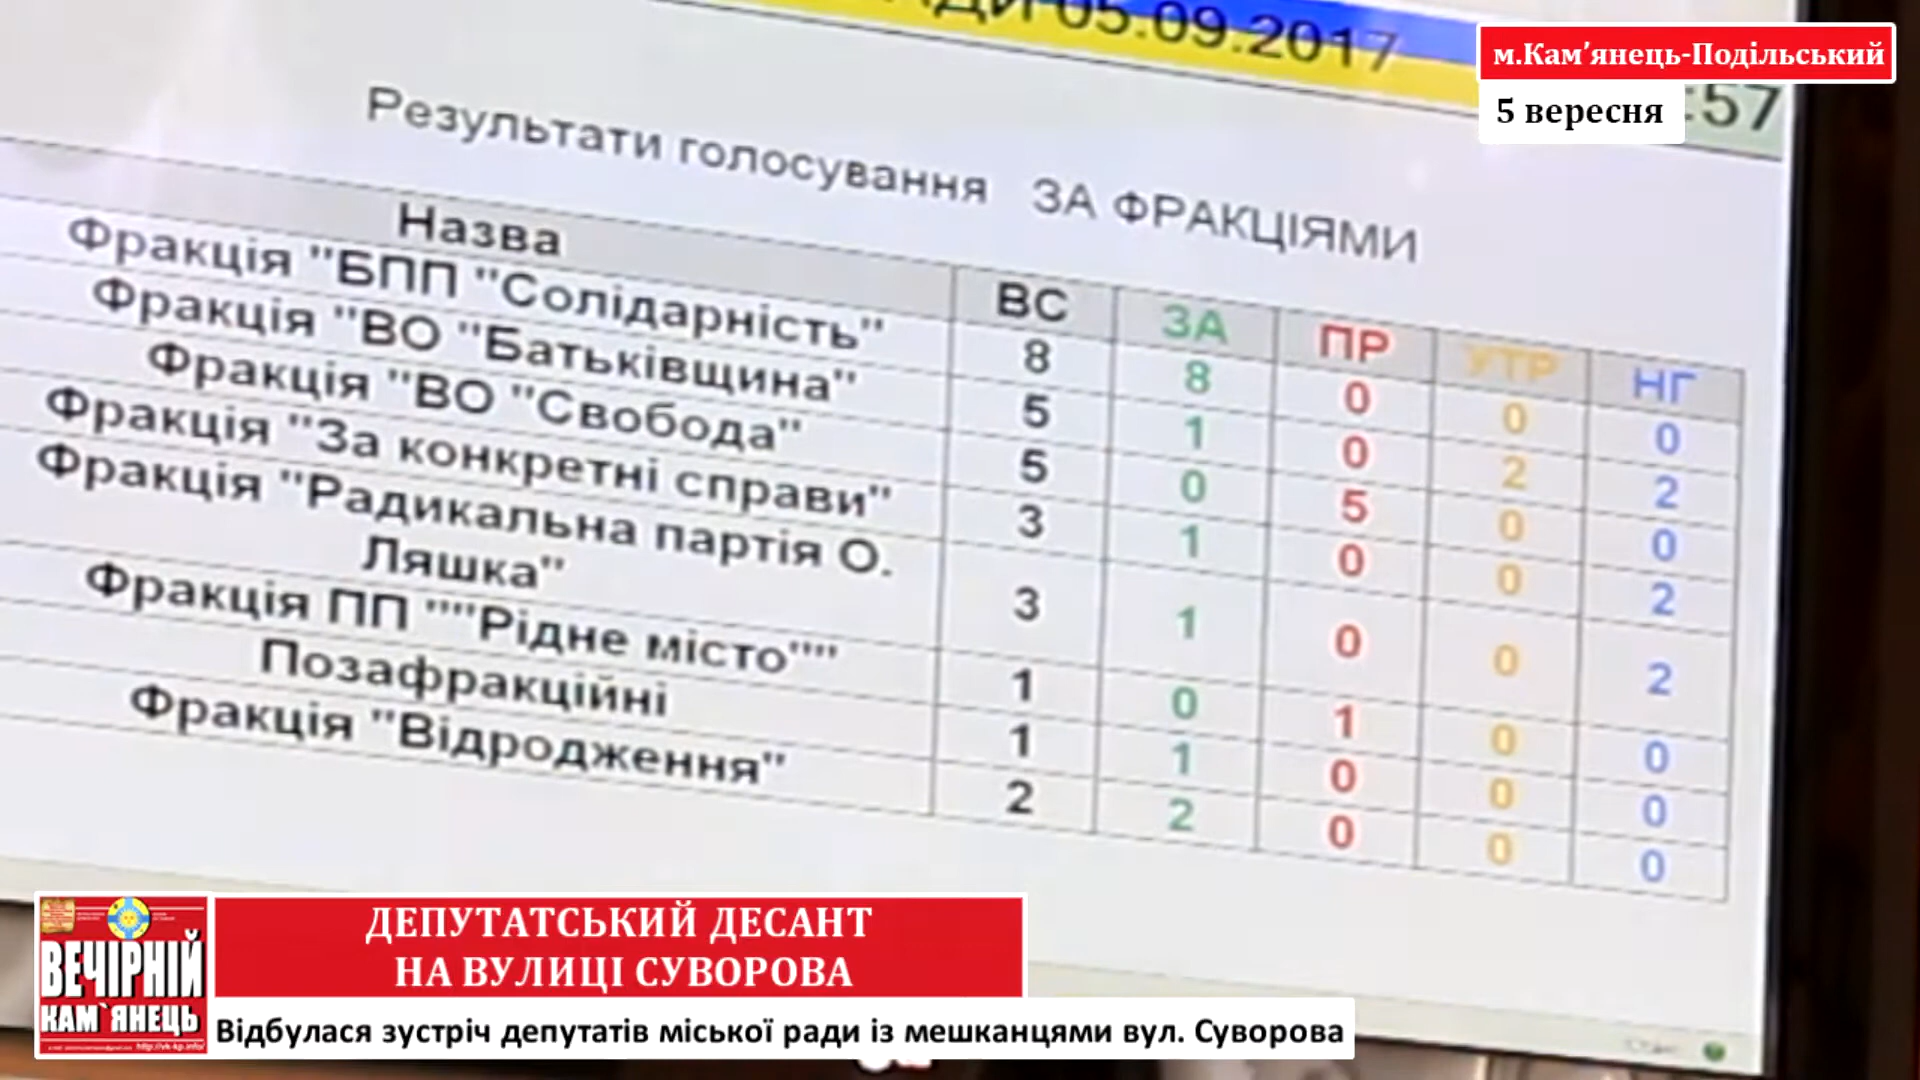 05.09.2017
м.Кам'янець-Подільський
:57
5 вересня
Результати голосування ЗА ФРАКЦІЯМИ
Назва ВС ЗА ПР УТР НГ
Фракція "БПП "Солідарність" 8 8 0 0 0
Фракція "ВО "Батьківщина" 5 1 0 2 2
Фракція "ВО "Свобода" 5 0 5 0 0
Фракція "За конкретні справи" 3 1 0 0 2
Фракція "Радикальна партія О.
Ляшка" 3 1 0 0 2
Фракція ПП ""Рідне місто"" 1 0 1 0 0
Позафракційні 1 1 0 0 0
Фракція "Відродження" 2 2 0 0 0
ВЕЧІРНІЙ
КАМ`ЯНЕЦЬ
http://vk-kp.info/
ДЕПУТАТСЬКИЙ ДЕСАНТ
НА ВУЛИЦІ СУВОРОВА
Відбулася зустріч депутатів міської ради із мешканцями вул. Суворова